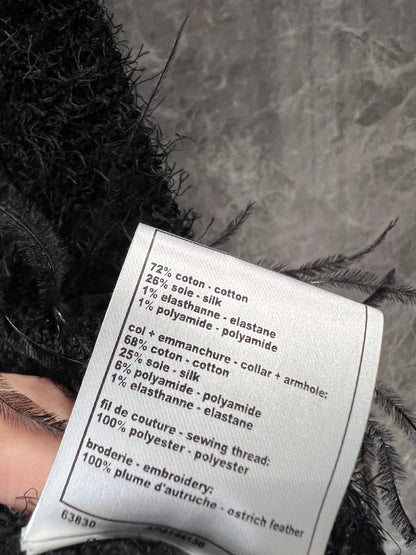 72% coton - cotton
26% soie - silk
1% elasthanne - elastane
1% polyamide - polyamide
col + emmanchure - collar + armhole:
68% coton - cotton
25% soie - silk
6% polyamide - polyamide
1% elasthanne - elastane
fil de couture - sewing thread:
100% polyester - polyester
broderie - embroidery:
100% plume d'autruche - ostrich feather
63830